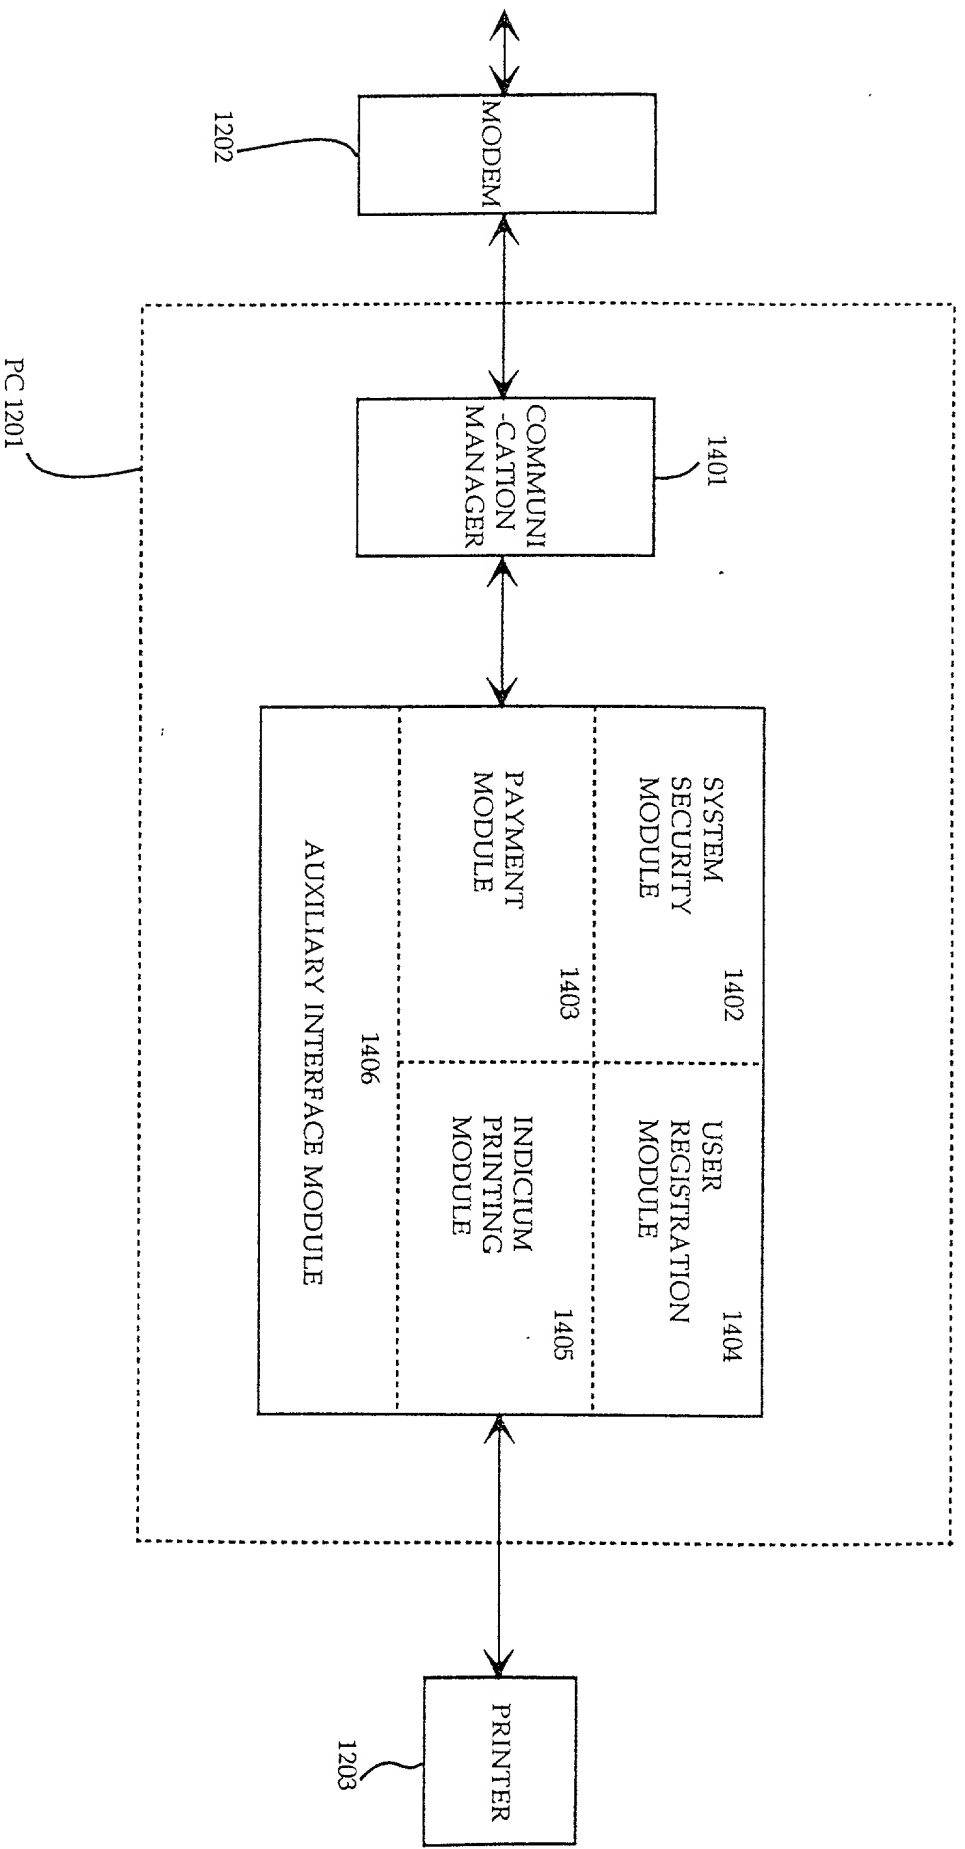 MODEM
1202
PC 1201
1401
COMMUNI
-CATION
MANAGER
SYSTEM
SECURITY
MODULE
1402
USER
REGISTRATION
MODULE
1404
PAYMENT
MODULE
1403
INDICIUM
PRINTING
MODULE
1405
1406
AUXILIARY INTERFACE MODULE
PRINTER
1203